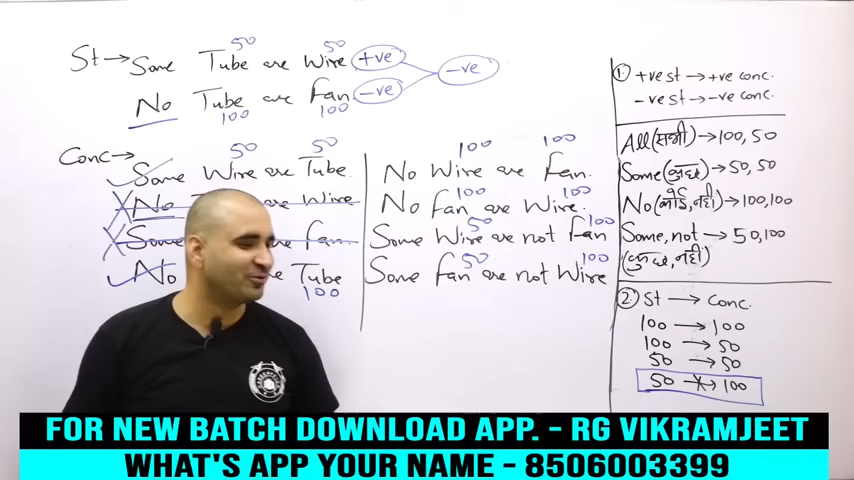 50 50
St → Some Tube are Wire +ve
-ve
No Tube are Fan -ve
100 100
Conc →
50 50
Some Wire are Tube
No are Wire
Some are fan
No Tube
100
100 100
No Wire are Fan.
100 100
No Fan are Wire.
50 100
Some Wire are not Fan
50 100
Some Fan are not Wire
1. +ve st → +ve conc.
-ve st → -ve conc.
All (सभी) → 100, 50
Some (कुछ) → 50, 50
No (कोई, नहीं) → 100, 100
Some, not → 50, 100
(कुछ, नहीं)
2. St → Conc.
100 → 100
100 → 50
50 → 50
50 → 100
FOR NEW BATCH DOWNLOAD APP. - RG VIKRAMJEET
WHAT'S APP YOUR NAME - 8506003399